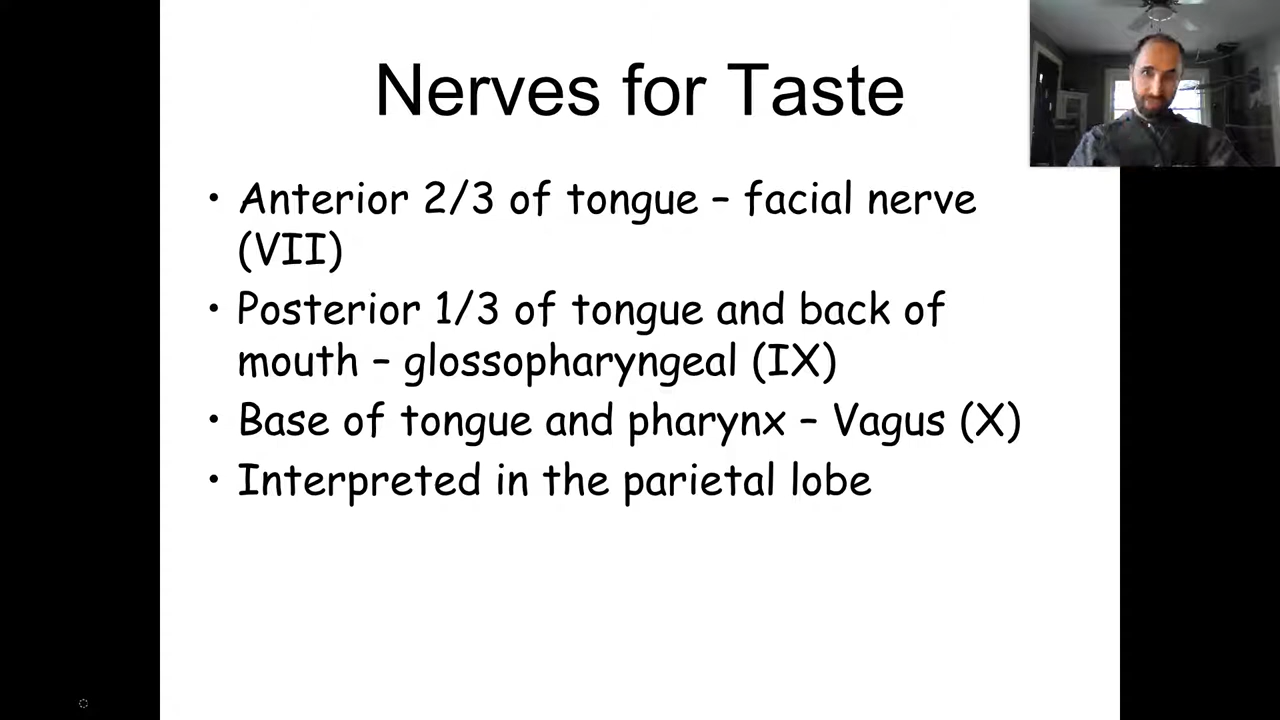 Nerves for Taste
• Anterior 2/3 of tongue – facial nerve
(VII)
• Posterior 1/3 of tongue and back of
mouth – glossopharyngeal (IX)
• Base of tongue and pharynx – Vagus (X)
• Interpreted in the parietal lobe